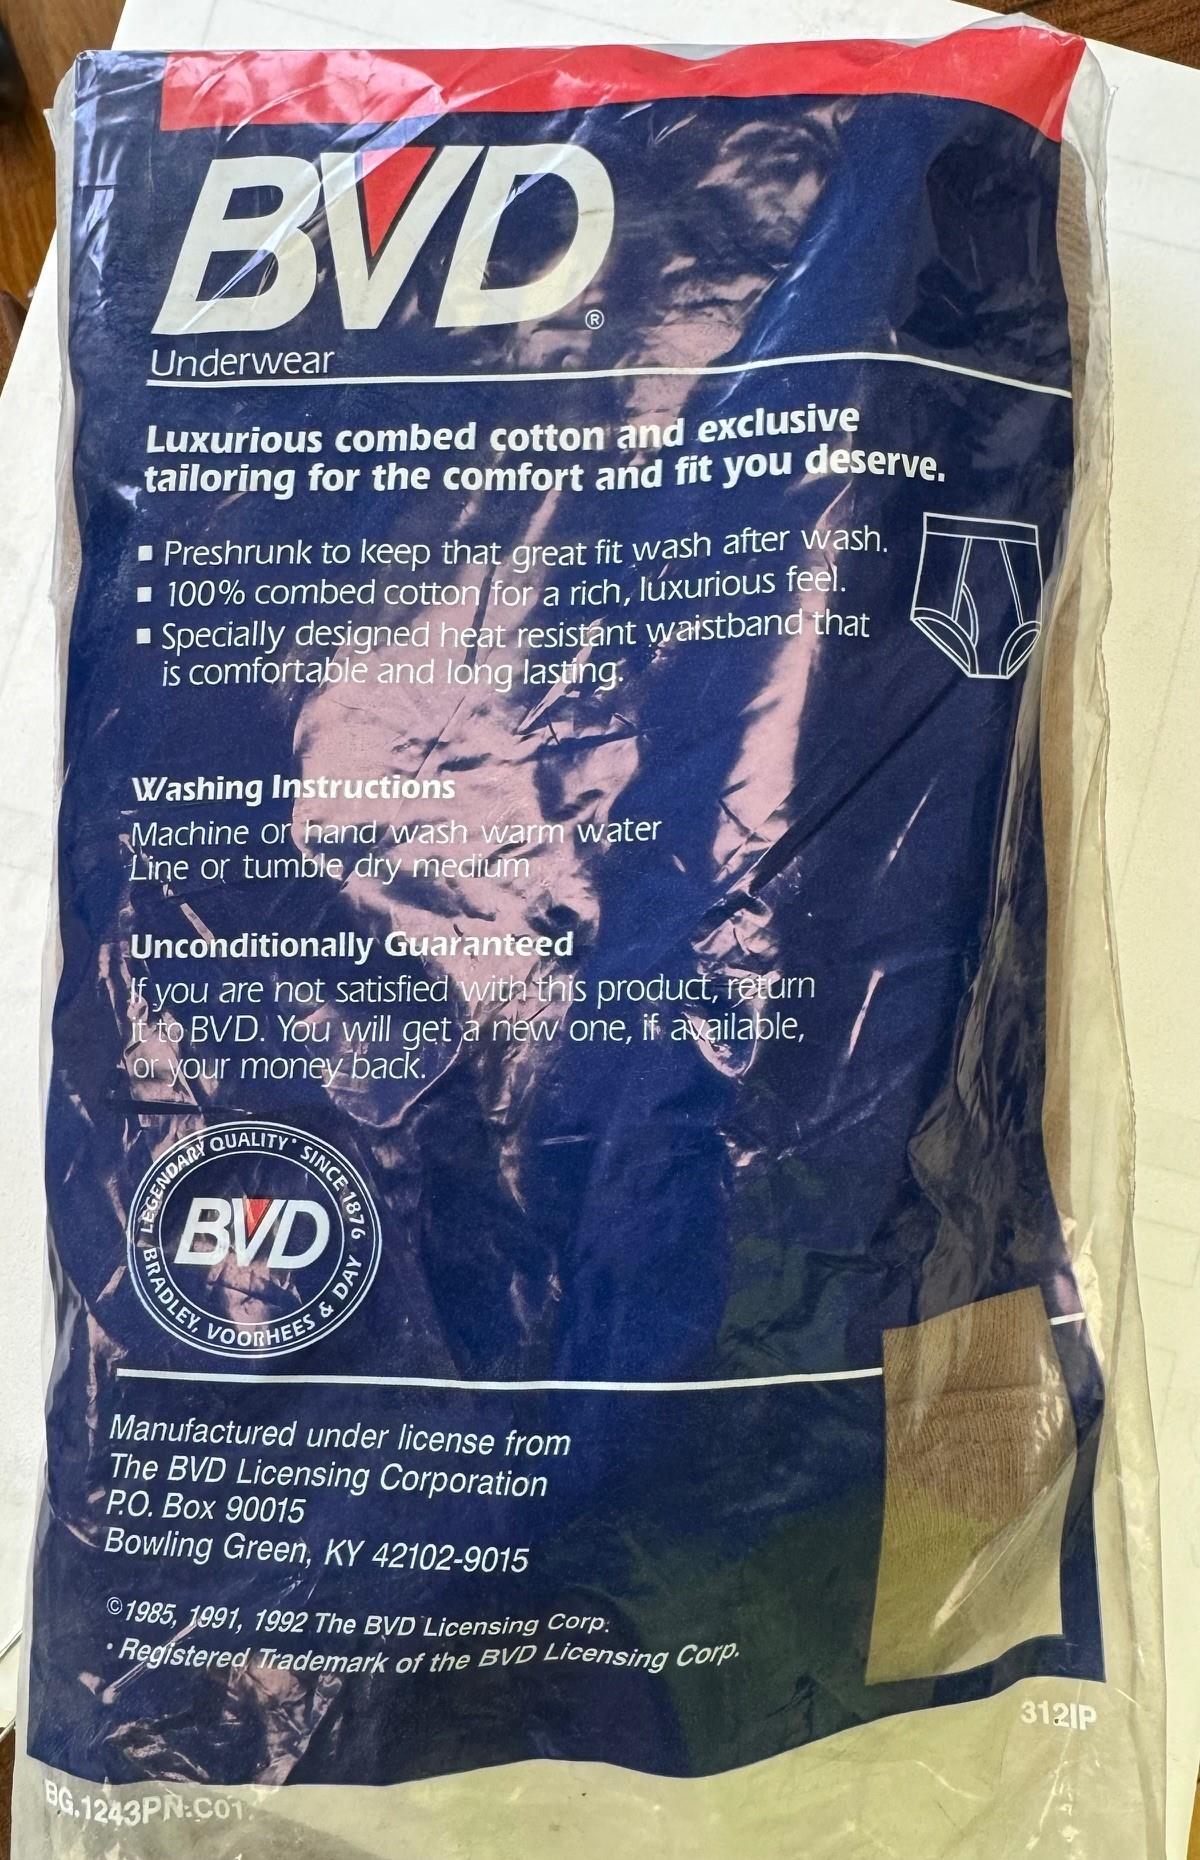 BVD®
Underwear
Luxurious combed cotton and exclusive
tailoring for the comfort and fit you deserve.
▪ Preshrunk to keep that great fit wash after wash.
▪ 100% combed cotton for a rich, luxurious feel.
▪ Specially designed heat resistant waistband that
is comfortable and long lasting.
Washing Instructions
Machine or hand wash warm water
Line or tumble dry medium
Unconditionally Guaranteed
If you are not satisfied with this product, return
it to BVD. You will get a new one, if available,
or your money back.
LEGENDARY QUALITY • SINCE 1876
BVD
BRADLEY, VOORHEES & DAY
Manufactured under license from
The BVD Licensing Corporation
P.O. Box 90015
Bowling Green, KY 42102-9015
©1985, 1991, 1992 The BVD Licensing Corp.
• Registered Trademark of the BVD Licensing Corp.
312IP
BG.1243PN.C01